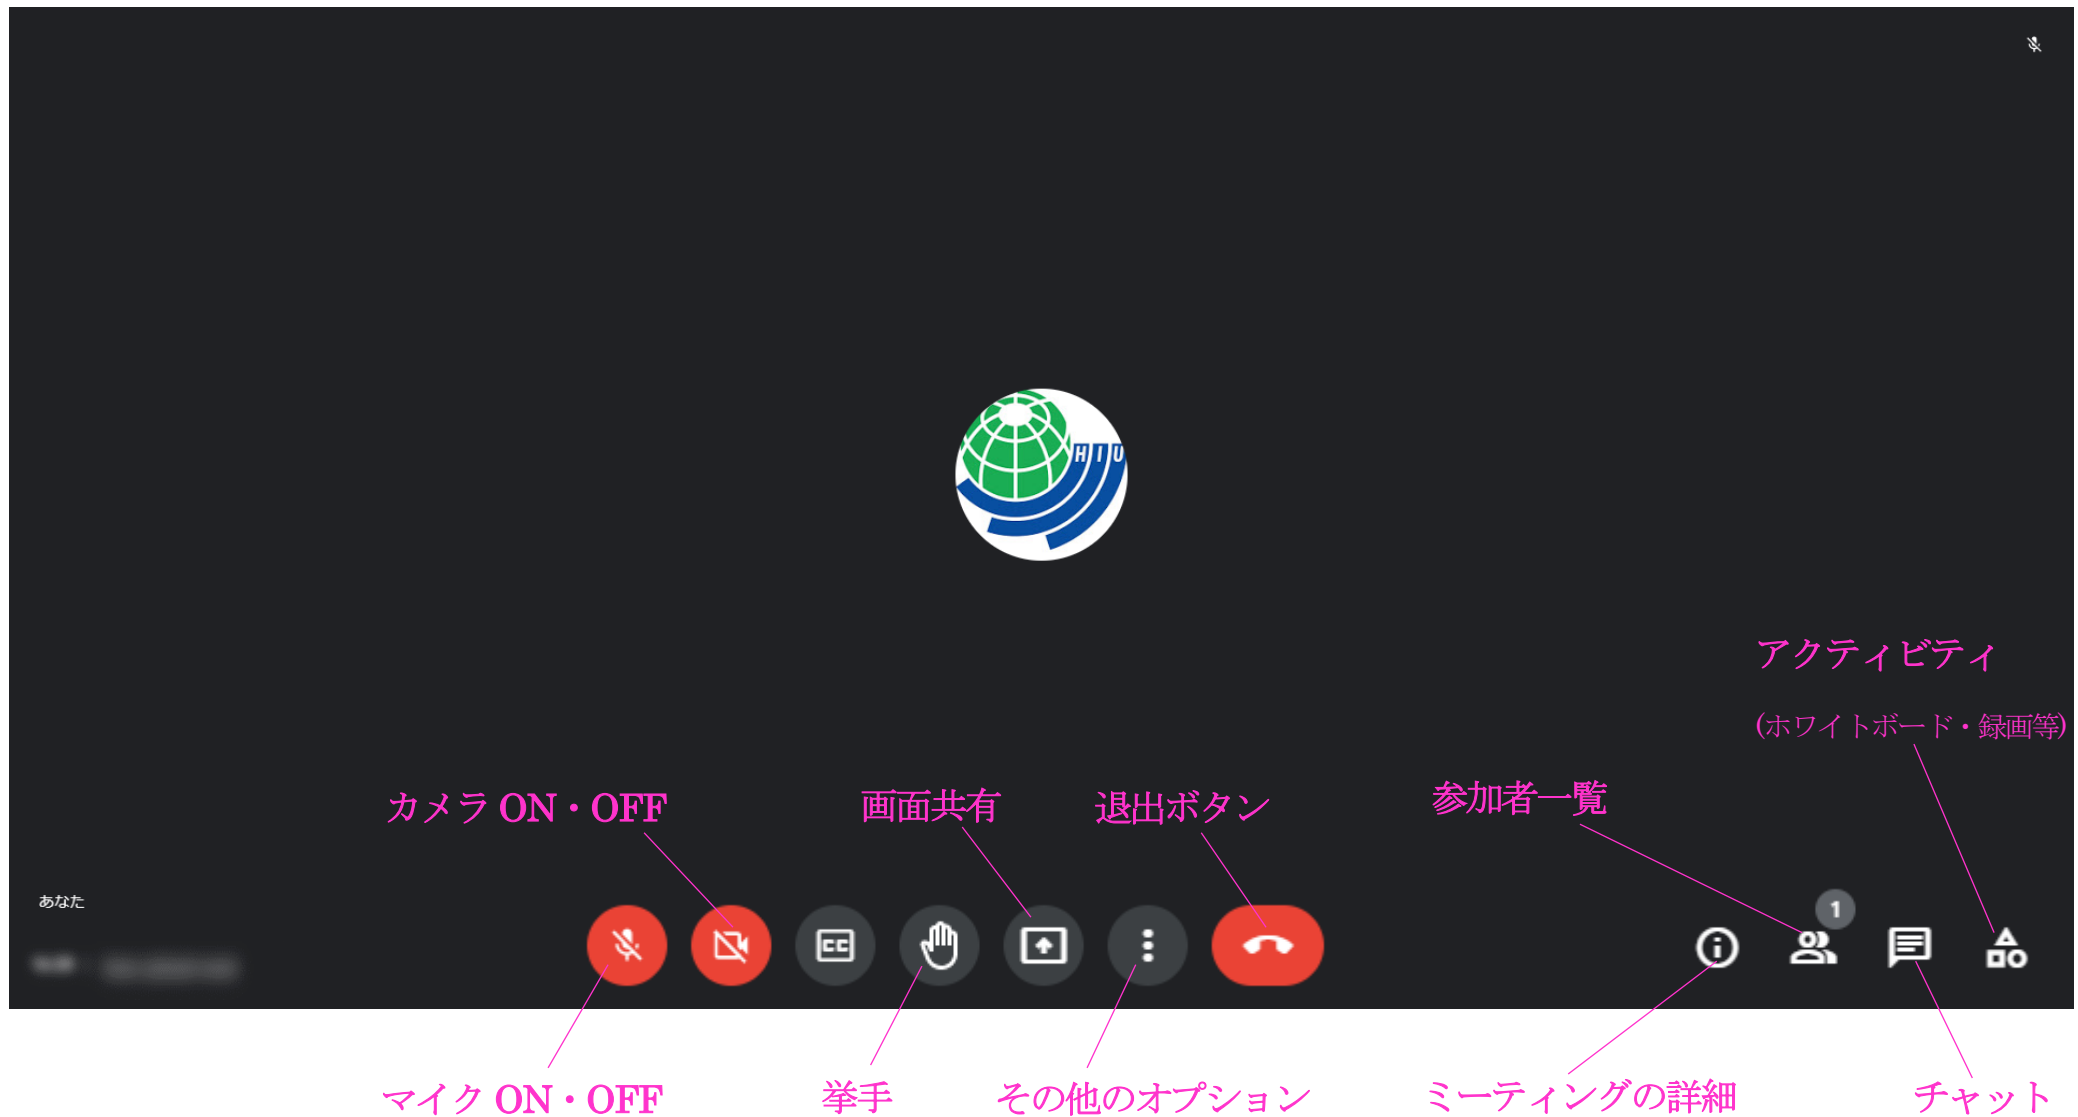 HIU
アクティビティ
(ホワイトボード・録画等)
カメラ ON・OFF
画面共有
退出ボタン
参加者一覧
あなた
CC
1
マイク ON・OFF
挙手
その他のオプション
ミーティングの詳細
チャット